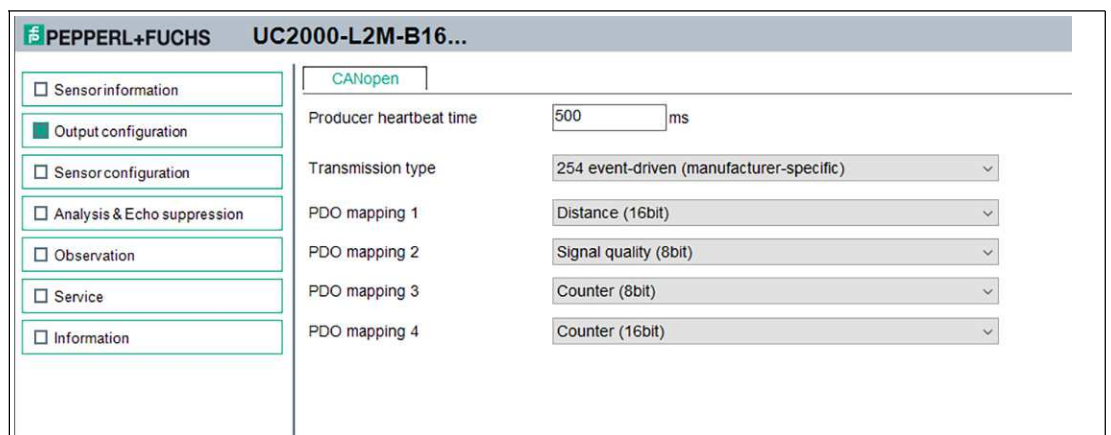 PEPPERL+FUCHS UC2000-L2M-B16...
Sensorinformation
Output configuration
Sensor configuration
Analysis & Echo suppression
Observation
Service
Information
CANopen
Producer heartbeat time 500 ms
Transmission type 254 event-driven (manufacturer-specific)
PDO mapping 1 Distance (16bit)
PDO mapping 2 Signal quality (8bit)
PDO mapping 3 Counter (8bit)
PDO mapping 4 Counter (16bit)